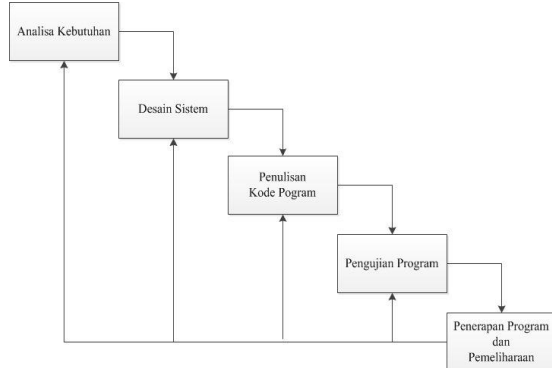 Analisa Kebutuhan
Desain Sistem
Penulisan
Kode Pogram
Pengujian Program
Penerapan Program
dan
Pemeliharaan